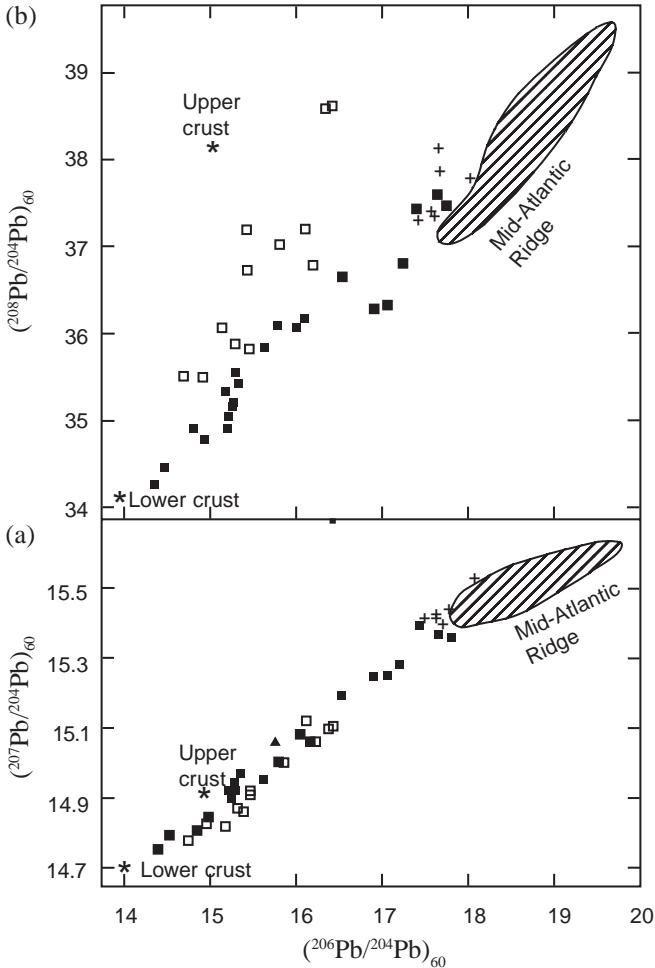 (b)
39
38
37
36
35
34
(²⁰⁸Pb/²⁰⁴Pb)₆₀
Upper
crust
*
Mid-Atlantic
Ridge
* Lower crust
(a)
15.5
15.3
15.1
14.9
14.7
(²⁰⁷Pb/²⁰⁴Pb)₆₀
Mid-Atlantic
Ridge
Upper
crust
*
* Lower crust
14 15 16 17 18 19 20
(²⁰⁶Pb/²⁰⁴Pb)₆₀